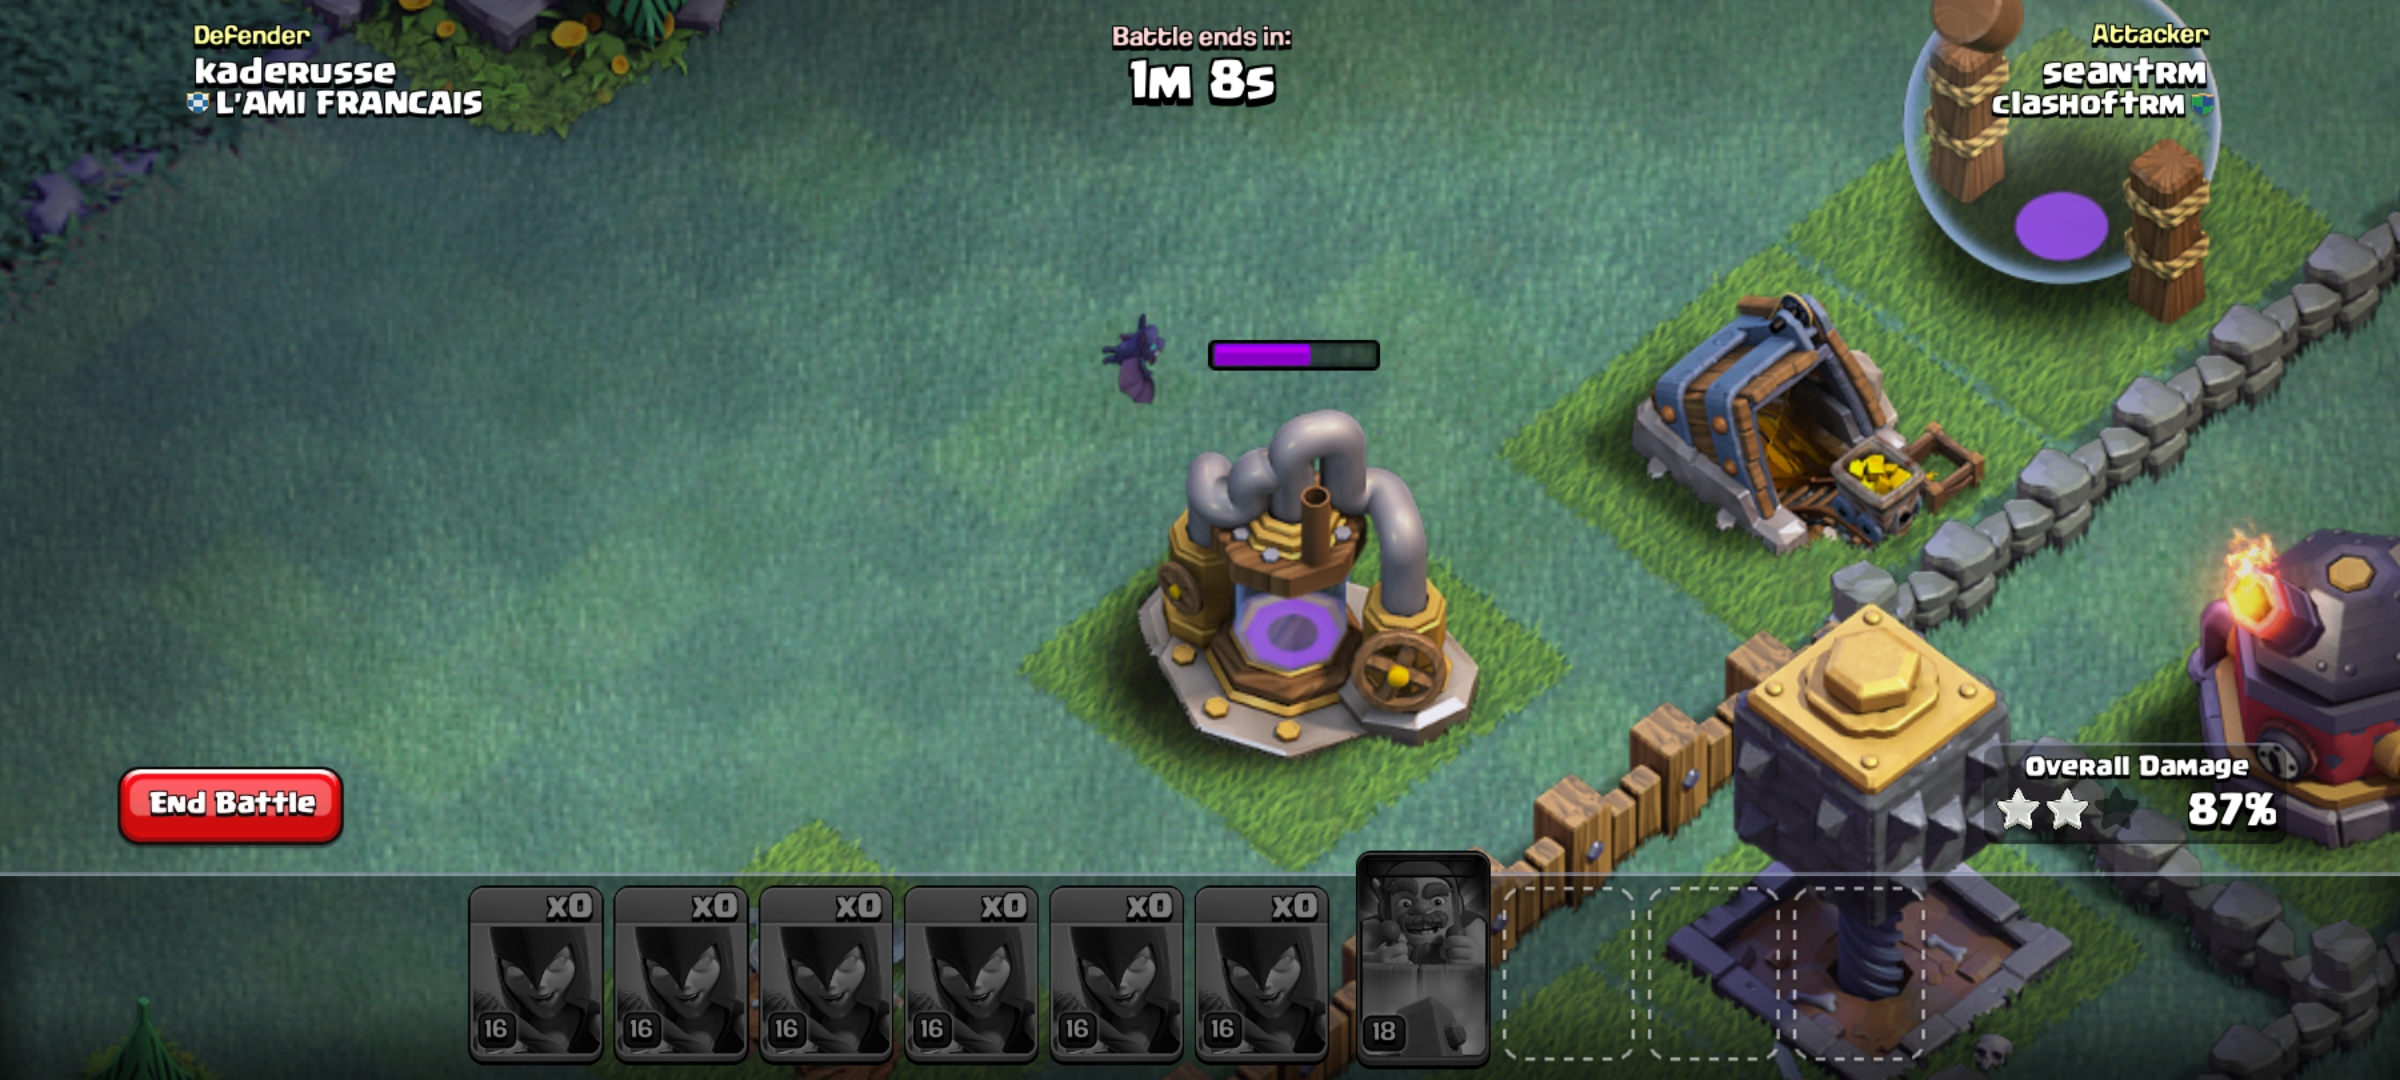 Defender
kaderusse
L'AMI FRANCAIS
Battle ends in:
1M 8s
Attacker
seantrm
clashoftrm
End Battle
Overall Damage
87%
x0
x0
x0
x0
x0
x0
16
16
16
16
16
16
18